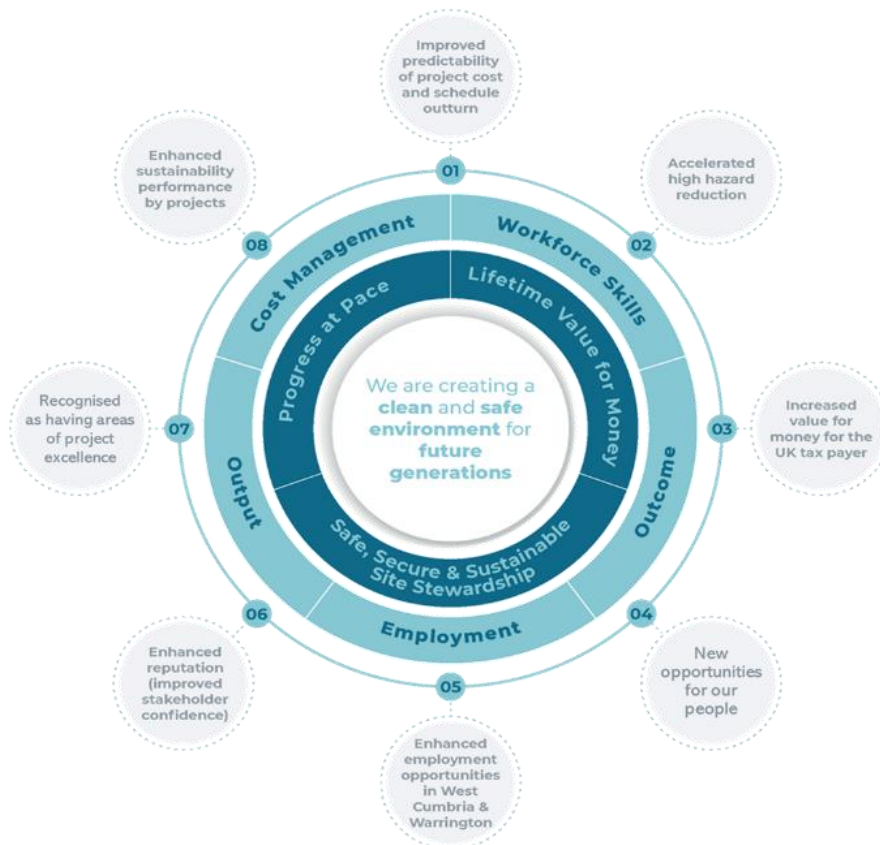 Improved
predictability
of project cost
and schedule
outturn
01
Accelerated
high hazard
reduction
02
Increased
value for
money for the
UK tax payer
03
New
opportunities
for our
people
04
Enhanced
employment
opportunities
in West
Cumbria &
Warrington
05
Enhanced
reputation
(improved
stakeholder
confidence)
06
Recognised
as having areas
of project
excellence
07
Enhanced
sustainability
performance
by projects
08
Cost Management
Workforce Skills
Outcome
Employment
Output
Progress at Pace
Lifetime Value for Money
Safe, Secure & Sustainable
Site Stewardship
We are creating a
clean and safe
environment for
future
generations